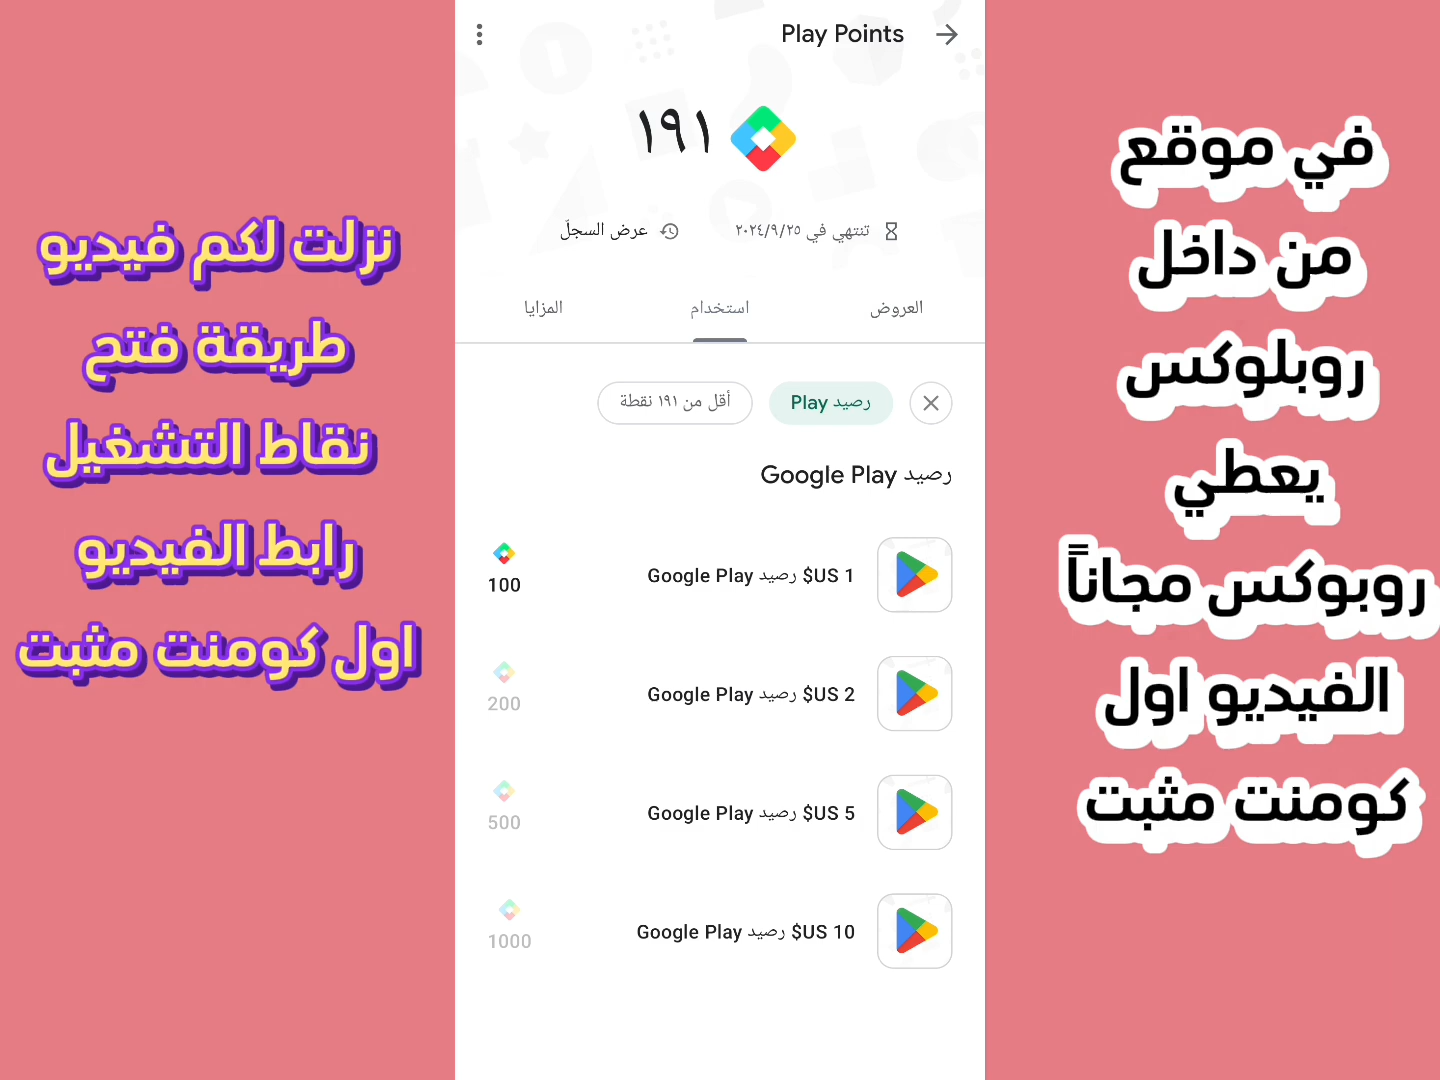 نزلت لكم فيديو
طريقة فتح
نقاط التشغيل
رابط الفيديو
اول كومنت مثبت
Play Points
١٩١
تنتهي في ٢٠٢٤/٩/٢٥
عرض السجلّ
العروض
استخدام
المزايا
رصيد Play
أقل من ١٩١ نقطة
رصيد Google Play
1 US$ رصيد Google Play
100
2 US$ رصيد Google Play
200
5 US$ رصيد Google Play
500
10 US$ رصيد Google Play
1000
في موقع
من داخل
روبلوكس
يعطي
روبوكس مجاناً
الفيديو اول
كومنت مثبت